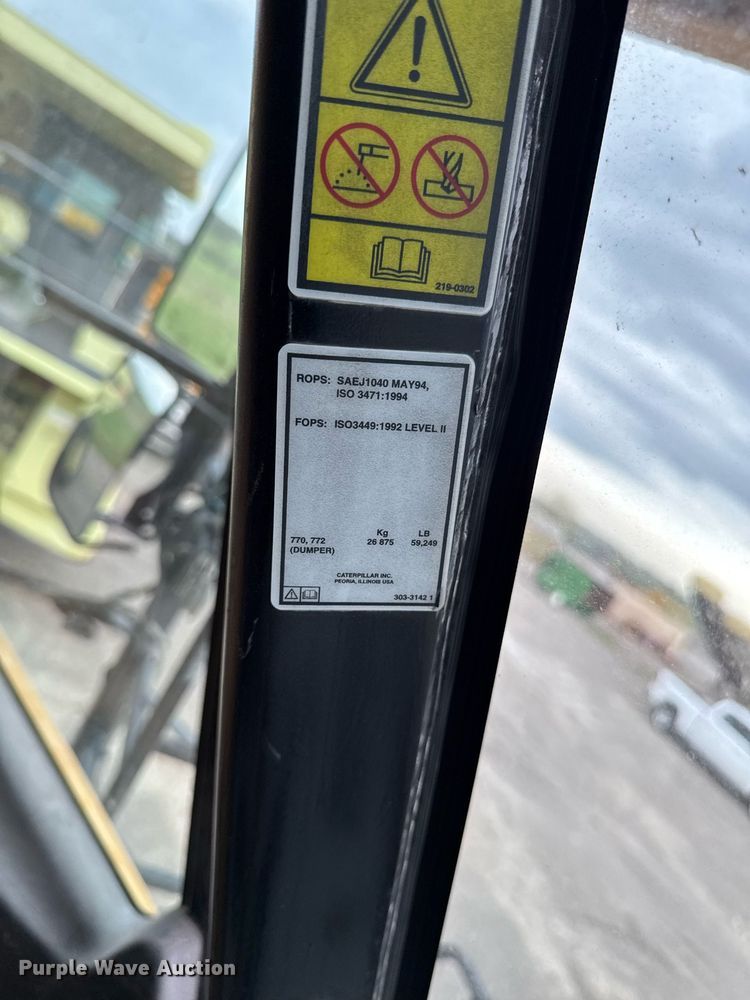 219-0302
ROPS: SAEJ1040 MAY94,
ISO 3471:1994
FOPS: ISO3449:1992 LEVEL II
Kg LB
770, 772 26 875 59,249
(DUMPER)
CATERPILLAR INC.
PEORIA, ILLINOIS USA
303-3142 1
Purple Wave Auction